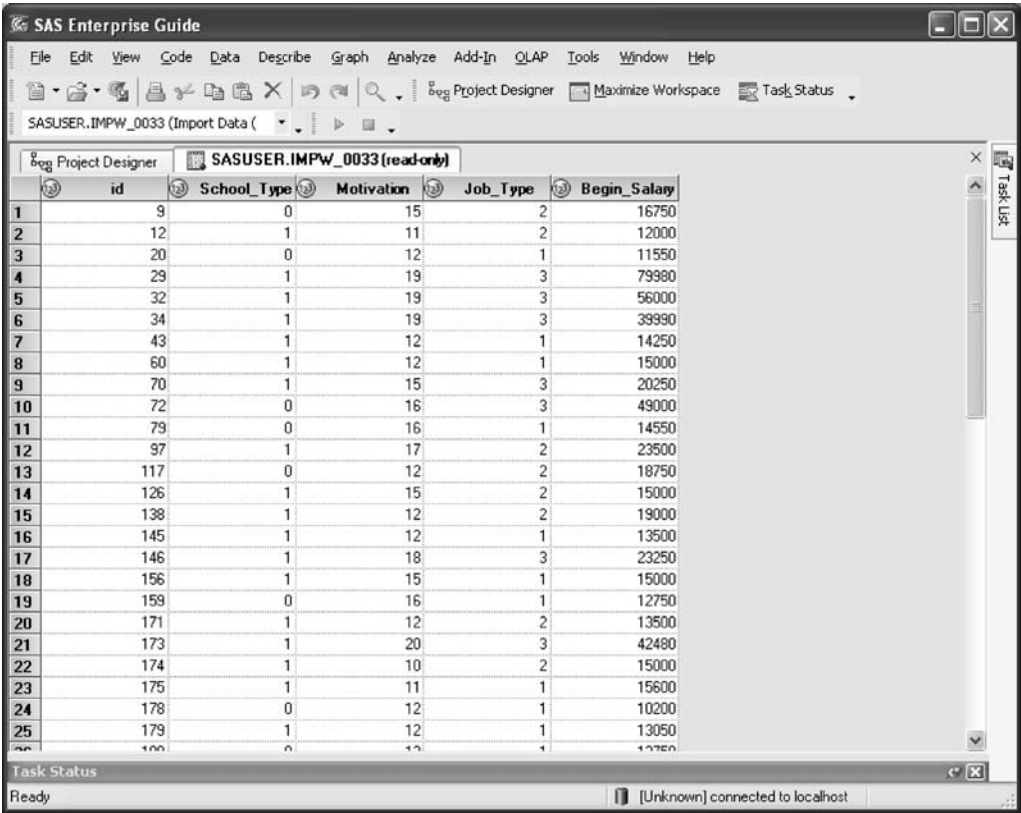 SAS Enterprise Guide
File Edit View Code Data Describe Graph Analyze Add-In OLAP Tools Window Help
Project Designer Maximize Workspace Task Status
SASUSER.IMPW_0033 (Import Data (
Project Designer SASUSER.IMPW_0033 (read-only)
Task List
id School_Type Motivation Job_Type Begin_Salary
1 9 0 15 2 16750
2 12 1 11 2 12000
3 20 0 12 1 11550
4 29 1 19 3 79980
5 32 1 19 3 56000
6 34 1 19 3 39990
7 43 1 12 1 14250
8 60 1 12 1 15000
9 70 1 15 3 20250
10 72 0 16 3 49000
11 79 0 16 1 14550
12 97 1 17 2 23500
13 117 0 12 2 18750
14 126 1 15 2 15000
15 138 1 12 2 19000
16 145 1 12 1 13500
17 146 1 18 3 23250
18 156 1 15 1 15000
19 159 0 16 1 12750
20 171 1 12 2 13500
21 173 1 20 3 42480
22 174 1 10 2 15000
23 175 1 11 1 15600
24 178 0 12 1 10200
25 179 1 12 1 13050
Task Status
Ready [Unknown] connected to localhost